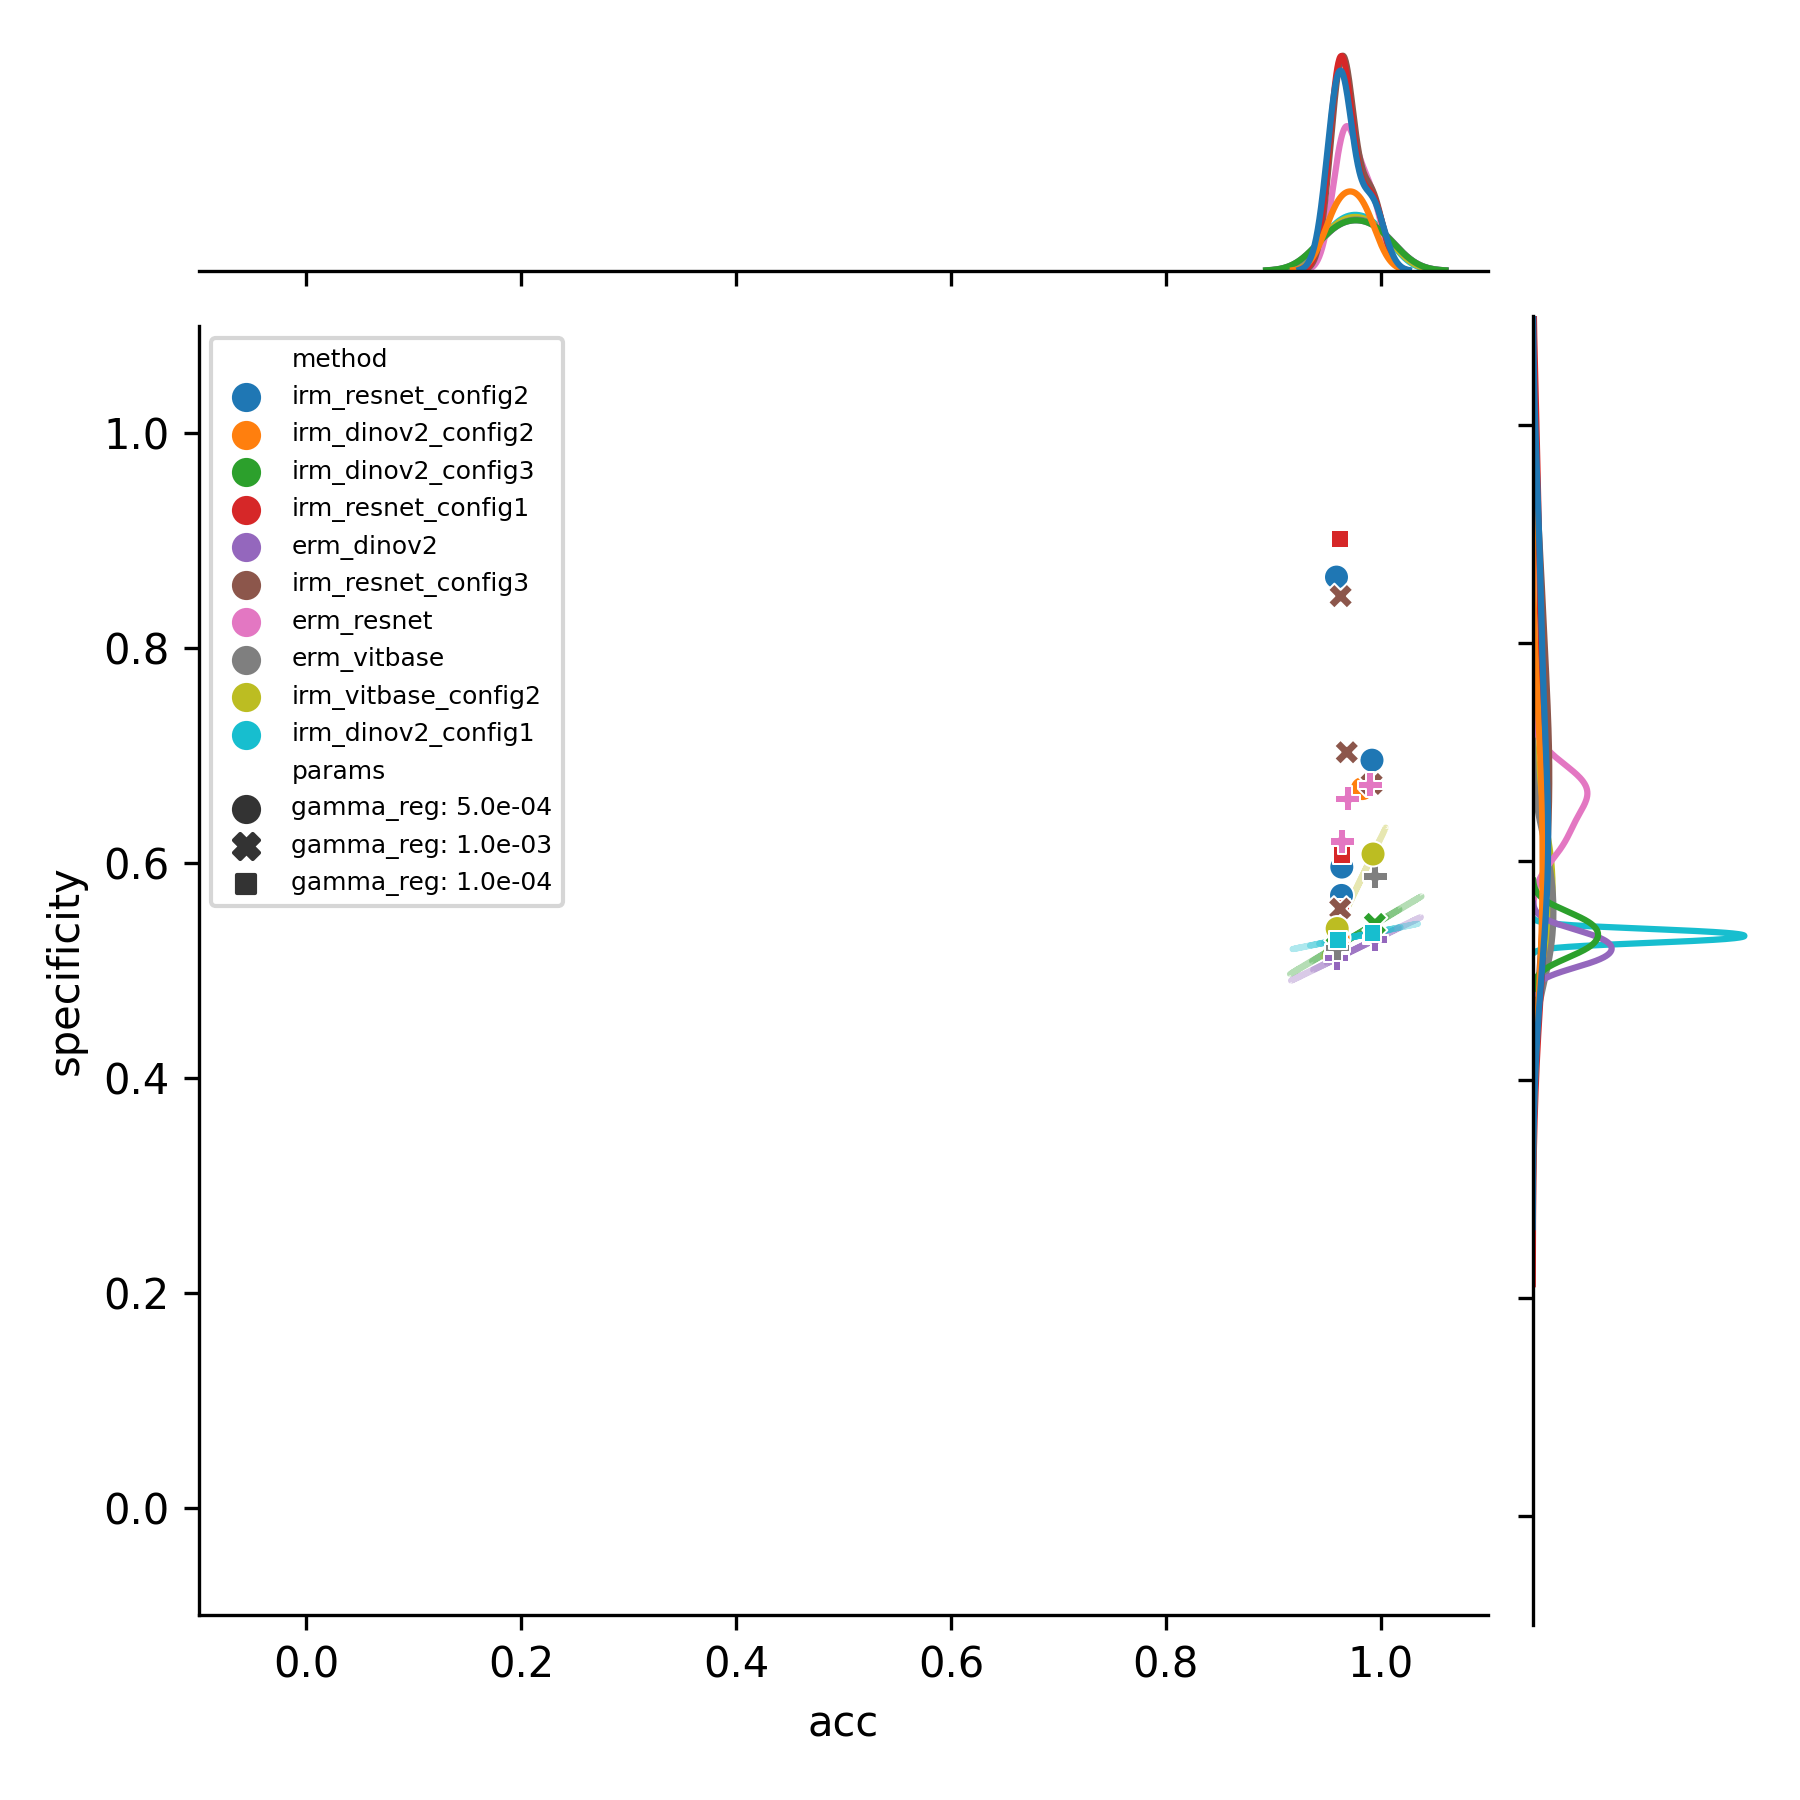 method
irm_resnet_config2
irm_dinov2_config2
irm_dinov2_config3
irm_resnet_config1
erm_dinov2
irm_resnet_config3
erm_resnet
erm_vitbase
irm_vitbase_config2
irm_dinov2_config1
params
gamma_reg: 5.0e-04
gamma_reg: 1.0e-03
gamma_reg: 1.0e-04
specificity
1.0
0.8
0.6
0.4
0.2
0.0
0.0 0.2 0.4 0.6 0.8 1.0
acc